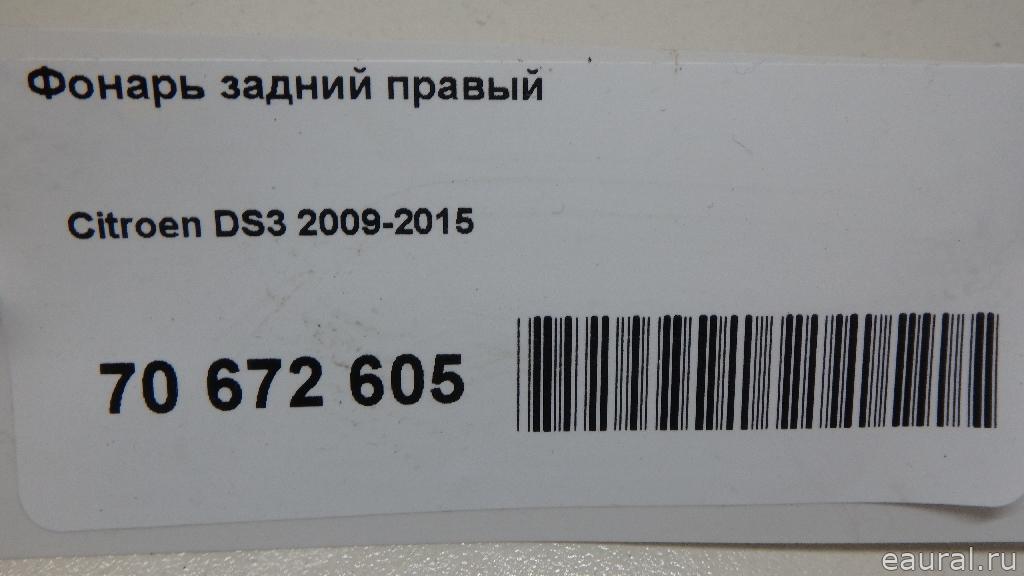 Фонарь задний правый
Citroen DS3 2009-2015
70 672 605
eaural.ru